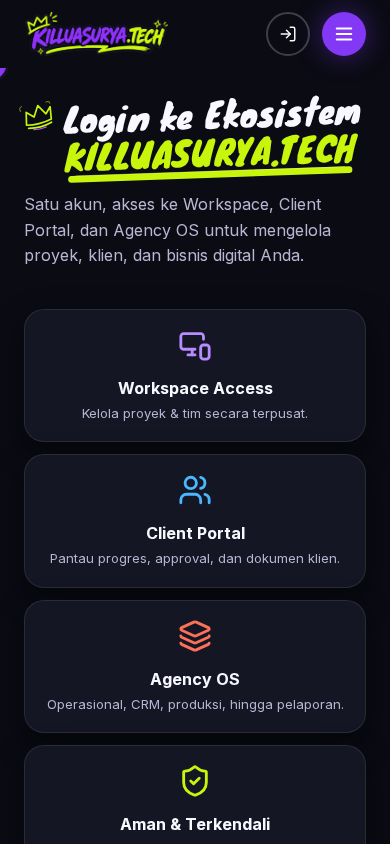 KILLUASURYA.TECH
Login ke Ekosistem
KILLUASURYA.TECH
Satu akun, akses ke Workspace, Client
Portal, dan Agency OS untuk mengelola
proyek, klien, dan bisnis digital Anda.
Workspace Access
Kelola proyek & tim secara terpusat.
Client Portal
Pantau progres, approval, dan dokumen klien.
Agency OS
Operasional, CRM, produksi, hingga pelaporan.
Aman & Terkendali